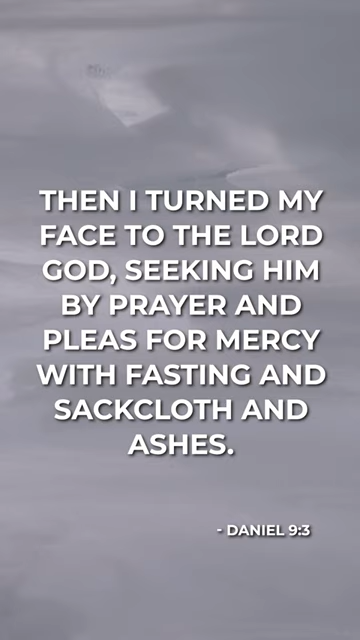 THEN I TURNED MY
FACE TO THE LORD
GOD, SEEKING HIM
BY PRAYER AND
PLEAS FOR MERCY
WITH FASTING AND
SACKCLOTH AND
ASHES.
- DANIEL 9:3